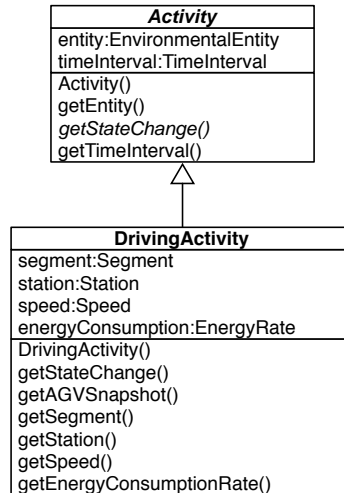 Activity
entity:EnvironmentalEntity
timeInterval:TimeInterval
Activity()
getEntity()
getStateChange()
getTimeInterval()
DrivingActivity
segment:Segment
station:Station
speed:Speed
energyConsumption:EnergyRate
DrivingActivity()
getStateChange()
getAGVSnapshot()
getSegment()
getStation()
getSpeed()
getEnergyConsumptionRate()